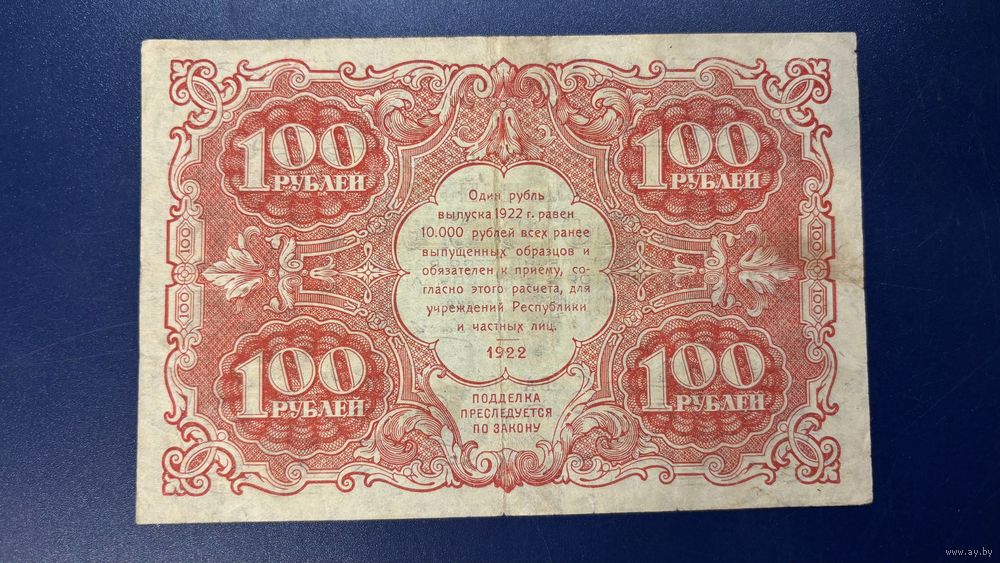 100
РУБЛЕЙ
100
РУБЛЕЙ
Один рубль
выпуска 1922 г. равен
10.000 рублей всех ранее
выпущенных образцов и
обязателен к приему, со-
гласно этого расчета, для
учреждений Республики
и частных лиц.
1922
100
РУБЛЕЙ
100
РУБЛЕЙ
ПОДДЕЛКА
ПРЕСЛЕДУЕТСЯ
ПО ЗАКОНУ
100
100
www.ay.by